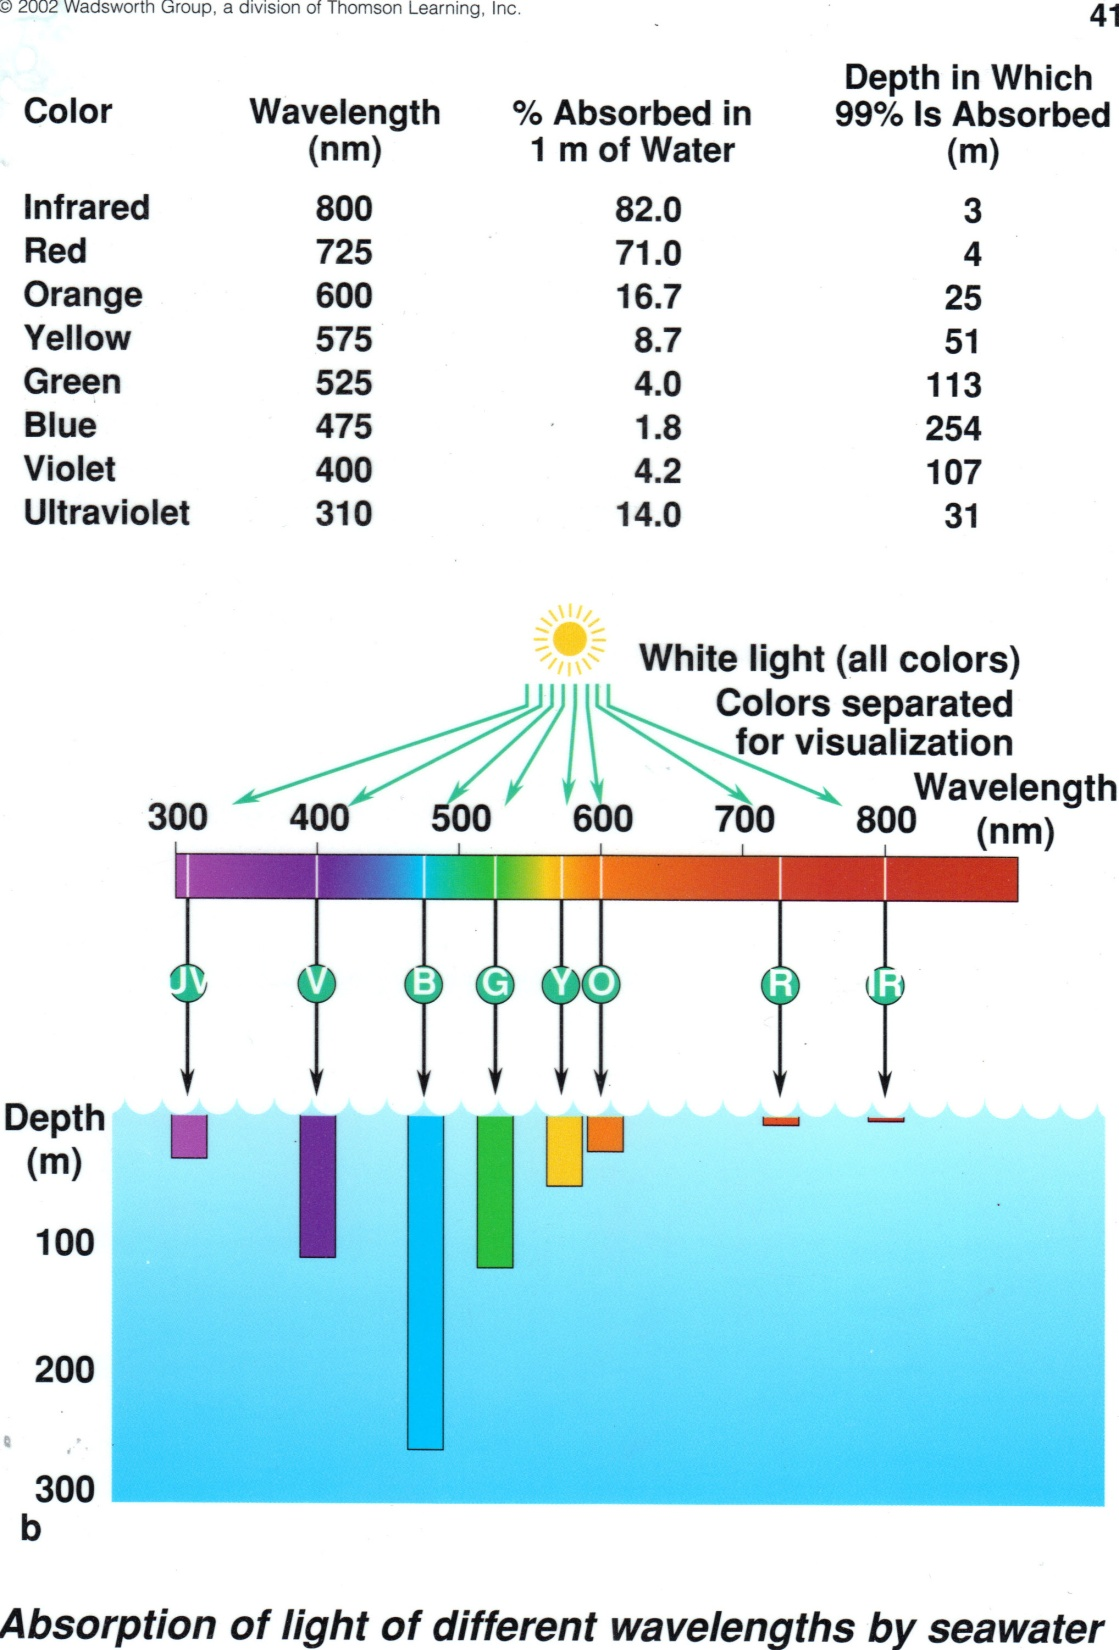 © 2002 Wadsworth Group, a division of Thomson Learning, Inc.
41
Color Wavelength (nm) % Absorbed in 1 m of Water Depth in Which 99% Is Absorbed (m)
Infrared 800 82.0 3
Red 725 71.0 4
Orange 600 16.7 25
Yellow 575 8.7 51
Green 525 4.0 113
Blue 475 1.8 254
Violet 400 4.2 107
Ultraviolet 310 14.0 31
White light (all colors)
Colors separated
for visualization
Wavelength
(nm)
300 400 500 600 700 800
UV V B G Y O R IR
Depth
(m)
100
200
300
b
Absorption of light of different wavelengths by seawater